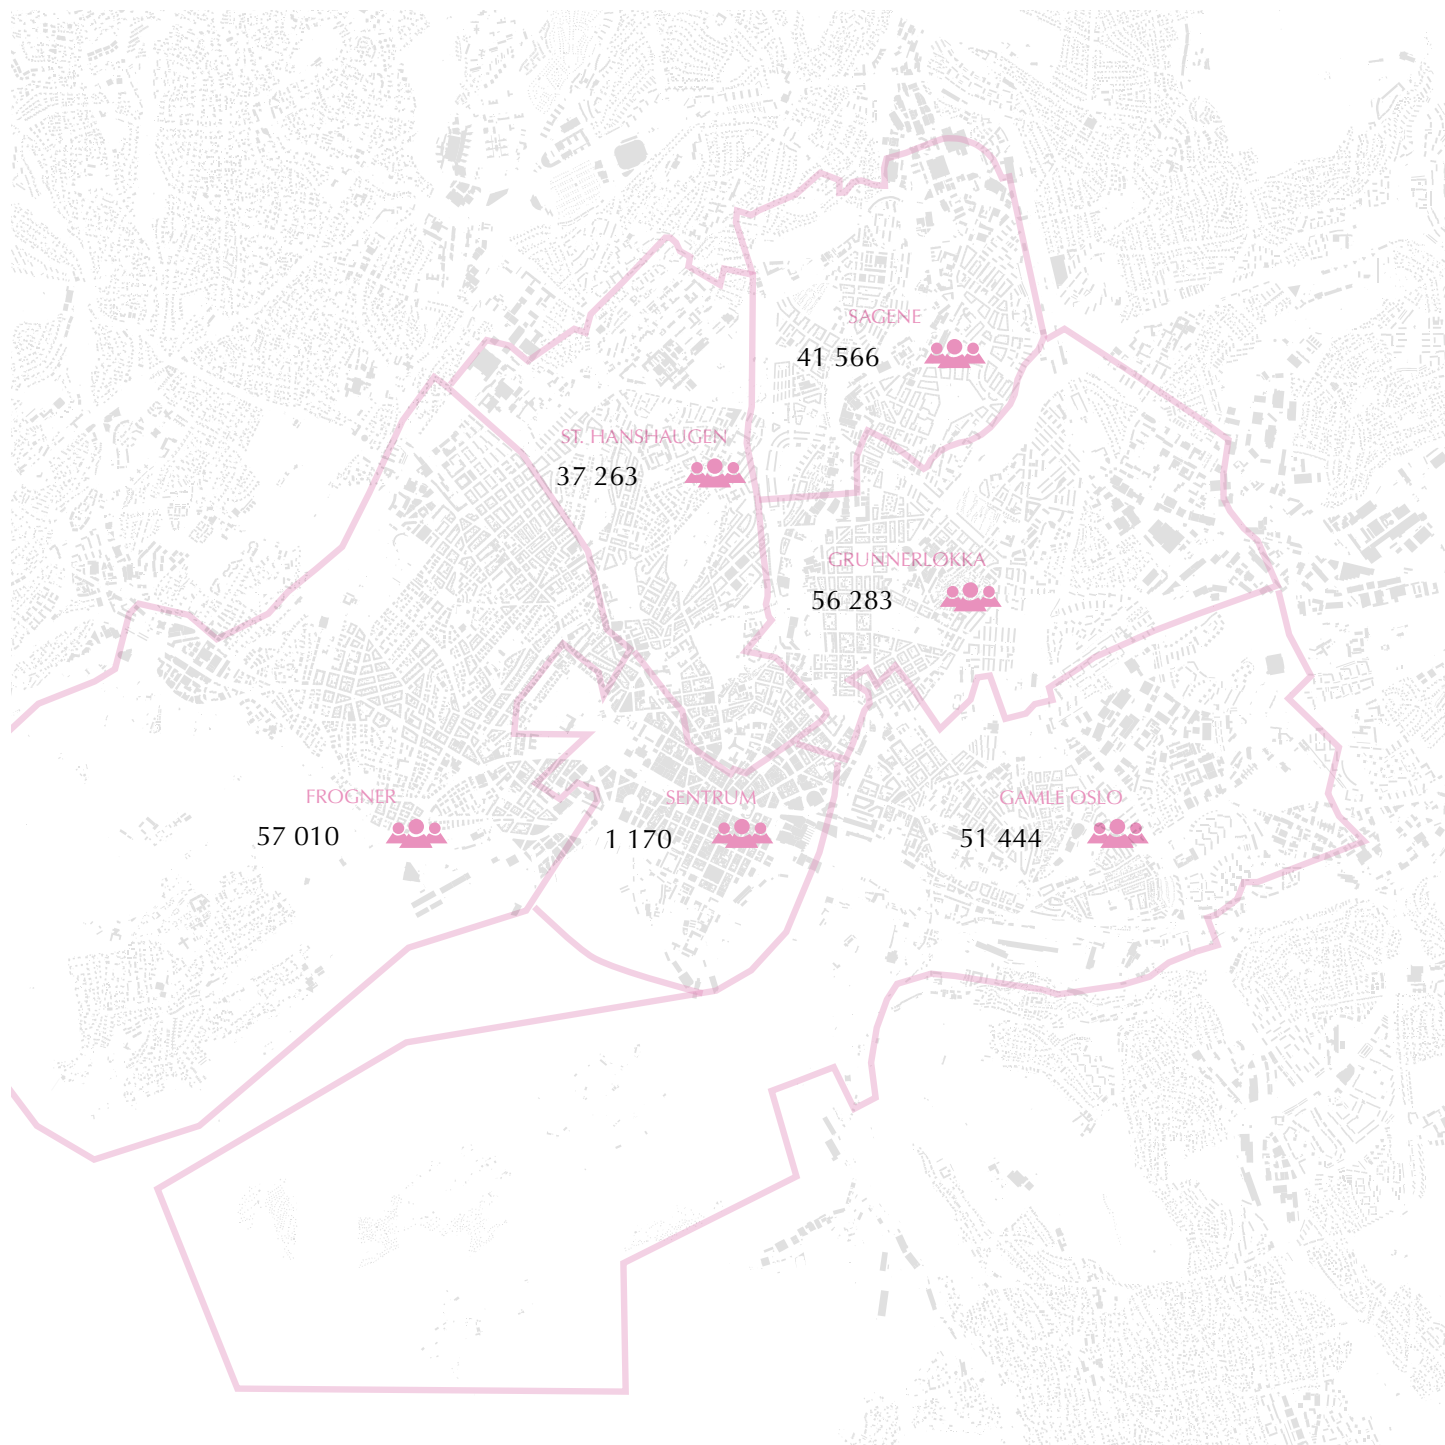 SAGENE
41 566
ST. HANSHAUGEN
37 263
GRUNNERLOKKA
56 283
FROGNER
57 010
SENTRUM
1 170
GAMLE OSLO
51 444